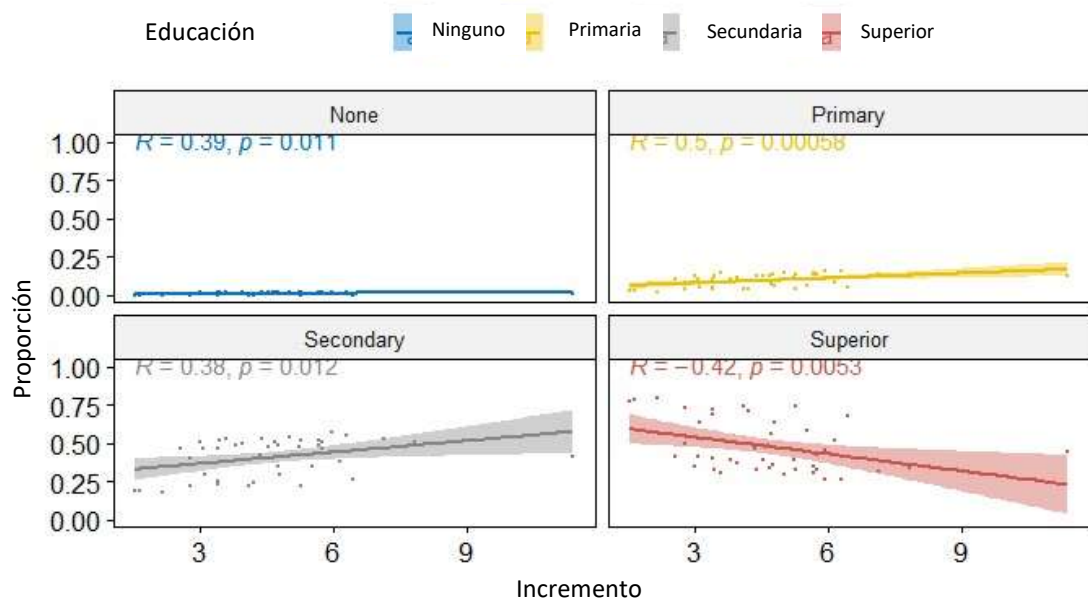 Educación
Ninguno
Primaria
Secundaria
Superior
None
Primary
1.00
0.75
0.50
0.25
0.00
R = 0.39, p = 0.011
R = 0.5, p = 0.00058
Proporción
Secondary
Superior
1.00
0.75
0.50
0.25
0.00
R = 0.38, p = 0.012
R = −0.42, p = 0.0053
3
6
9
3
6
9
Incremento